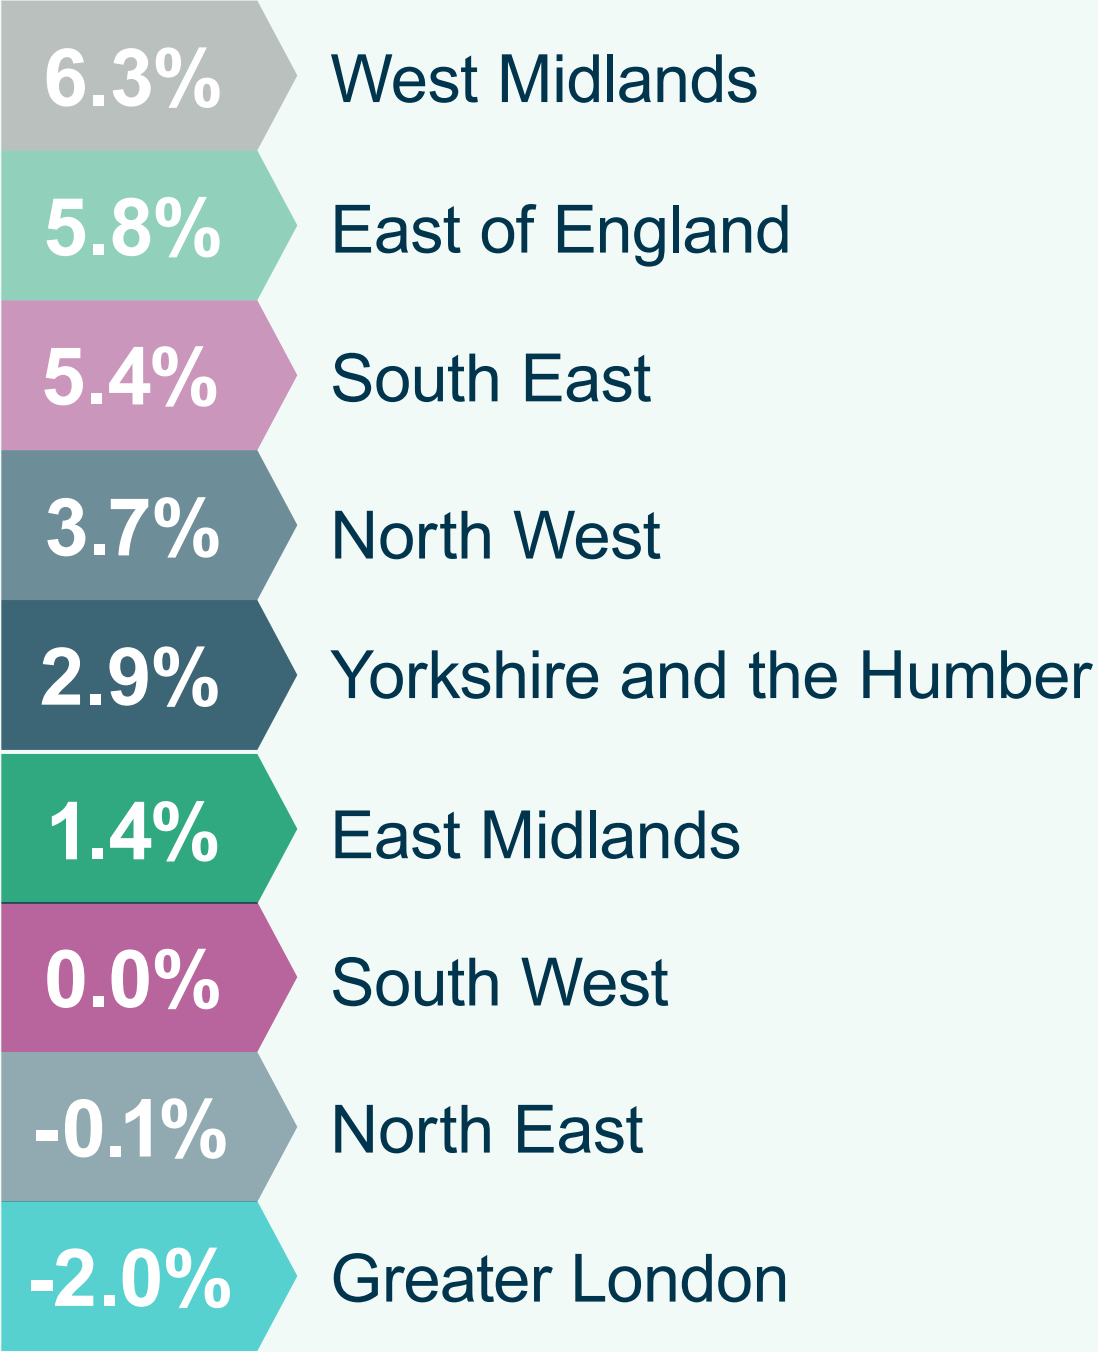 6.3% West Midlands
5.8% East of England
5.4% South East
3.7% North West
2.9% Yorkshire and the Humber
1.4% East Midlands
0.0% South West
-0.1% North East
-2.0% Greater London